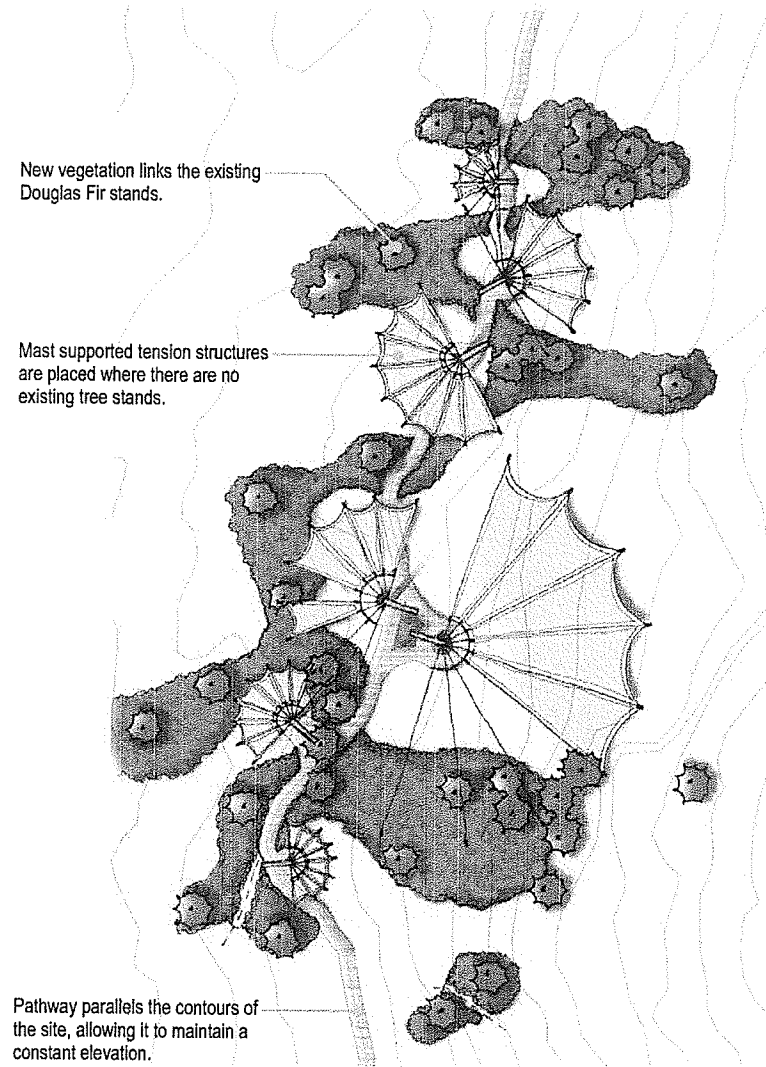 New vegetation links the existing
Douglas Fir stands.
Mast supported tension structures
are placed where there are no
existing tree stands.
Pathway parallels the contours of
the site, allowing it to maintain a
constant elevation.